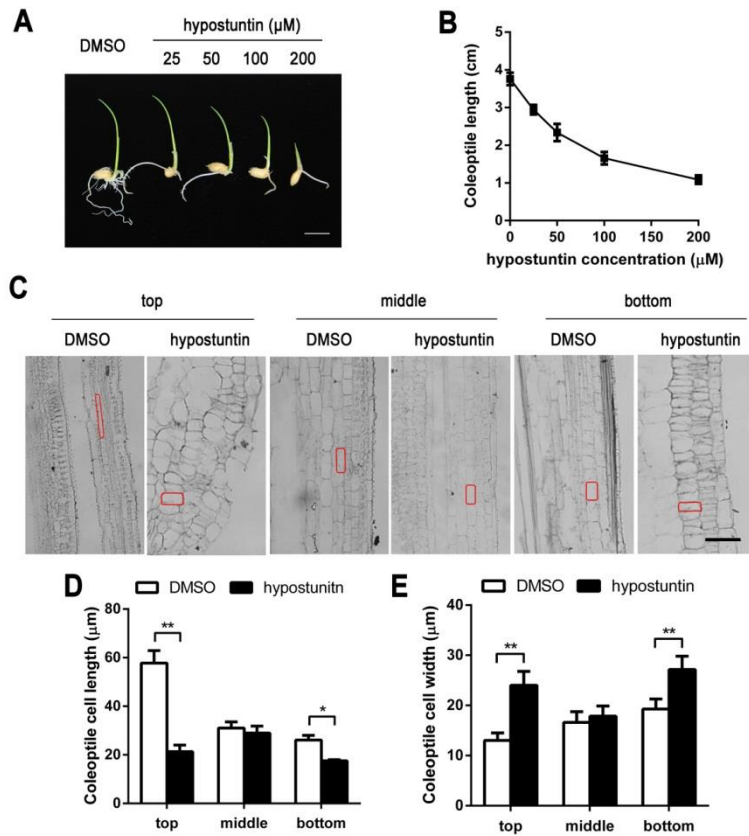 A
hypostuntin (μM)
DMSO
25 50 100 200
B
Coleoptile length (cm)
5
4
3
2
1
0
0 50 100 150 200
hypostuntin concentration (μM)
C
top middle bottom
DMSO hypostuntin DMSO hypostuntin DMSO hypostuntin
D
DMSO hypostunitn
Coleoptile cell length (μm)
80
60
40
20
0
**
*
top middle bottom
E
DMSO hypostuntin
Coleoptile cell width (μm)
40
30
20
10
0
**
**
top middle bottom